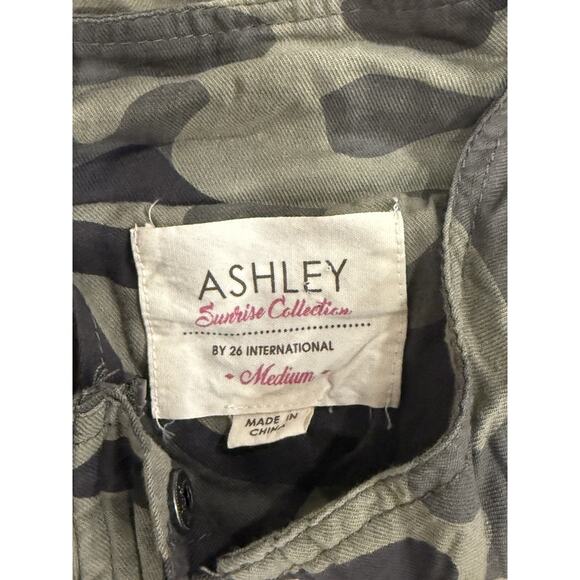 ASHLEY
Sunrise Collection
BY 26 INTERNATIONAL
- Medium -
MADE IN
CHINA